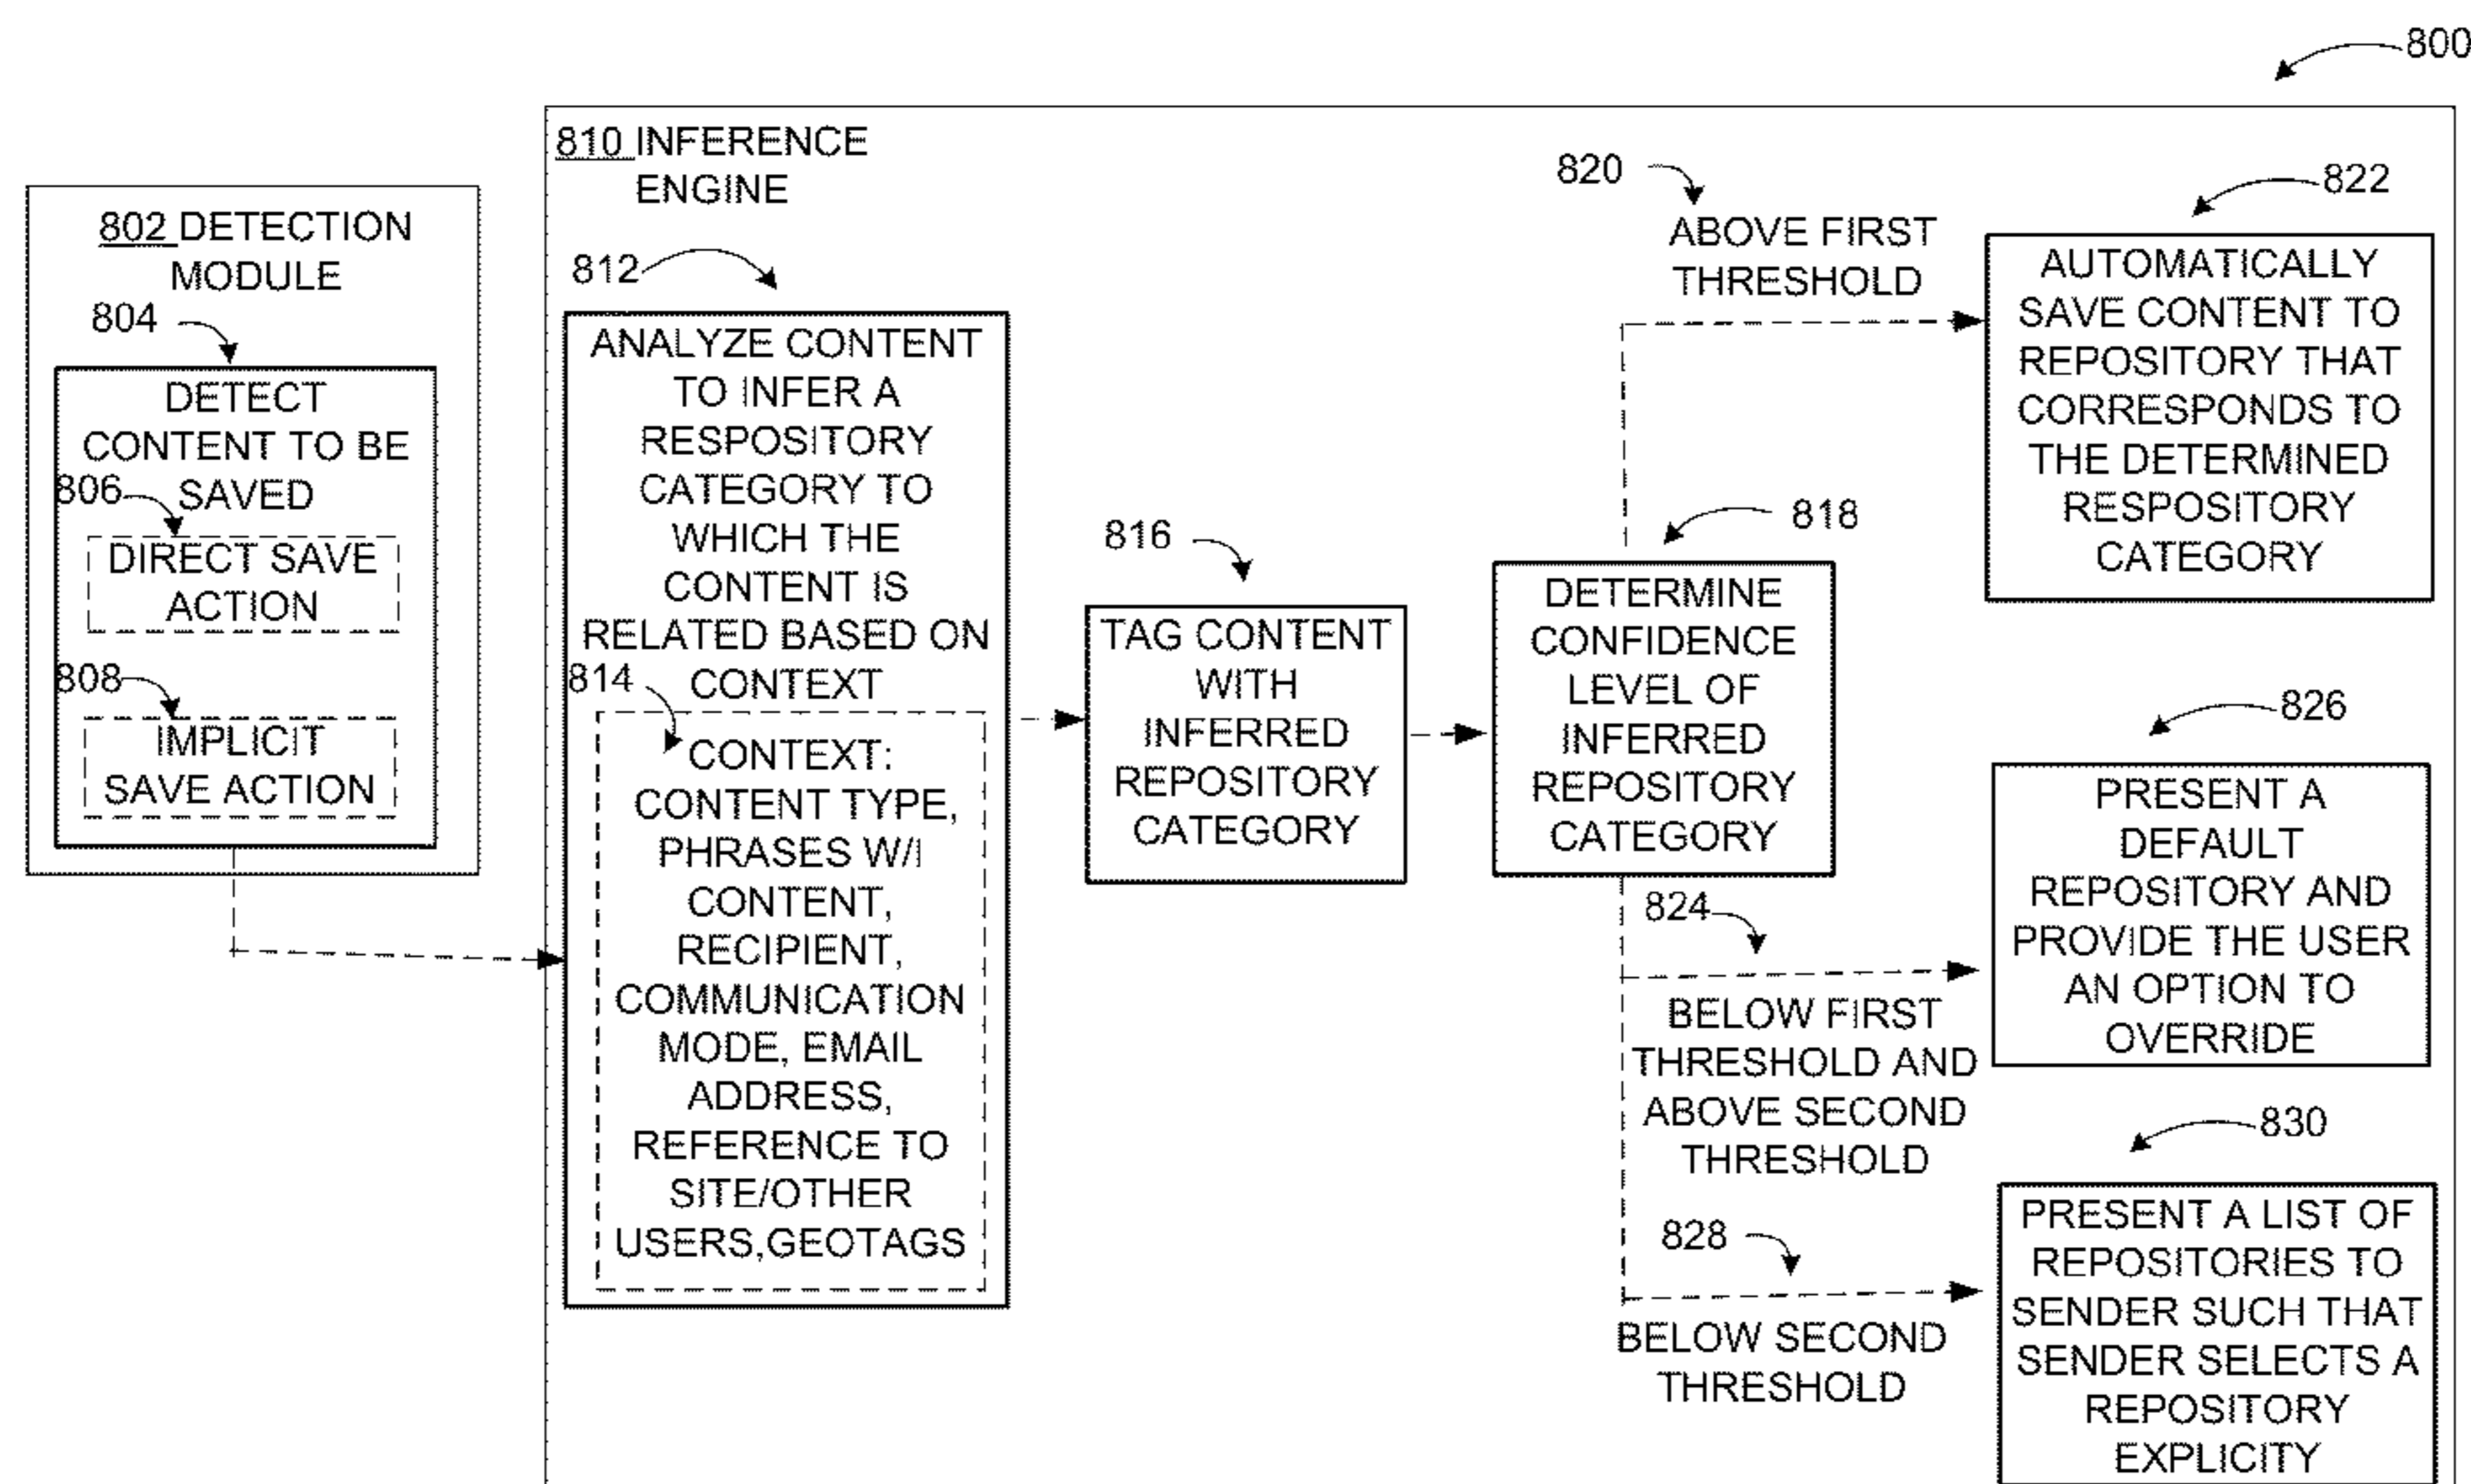 800
810 INFERENCE
ENGINE
802 DETECTION
MODULE
804
DETECT
CONTENT TO BE
SAVED
806
DIRECT SAVE
ACTION
808
IMPLICIT
SAVE ACTION
812
ANALYZE CONTENT
TO INFER A
RESPOSITORY
CATEGORY TO
WHICH THE
CONTENT IS
RELATED BASED ON
CONTEXT
814
CONTEXT:
CONTENT TYPE,
PHRASES W/I
CONTENT,
RECIPIENT,
COMMUNICATION
MODE, EMAIL
ADDRESS,
REFERENCE TO
SITE/OTHER
USERS,GEOTAGS
816
TAG CONTENT
WITH
INFERRED
REPOSITORY
CATEGORY
818
DETERMINE
CONFIDENCE
LEVEL OF
INFERRED
REPOSITORY
CATEGORY
820
ABOVE FIRST
THRESHOLD
822
AUTOMATICALLY
SAVE CONTENT TO
REPOSITORY THAT
CORRESPONDS TO
THE DETERMINED
RESPOSITORY
CATEGORY
824
BELOW FIRST
THRESHOLD AND
ABOVE SECOND
THRESHOLD
826
PRESENT A
DEFAULT
REPOSITORY AND
PROVIDE THE USER
AN OPTION TO
OVERRIDE
828
BELOW SECOND
THRESHOLD
830
PRESENT A LIST OF
REPOSITORIES TO
SENDER SUCH THAT
SENDER SELECTS A
REPOSITORY
EXPLICITY